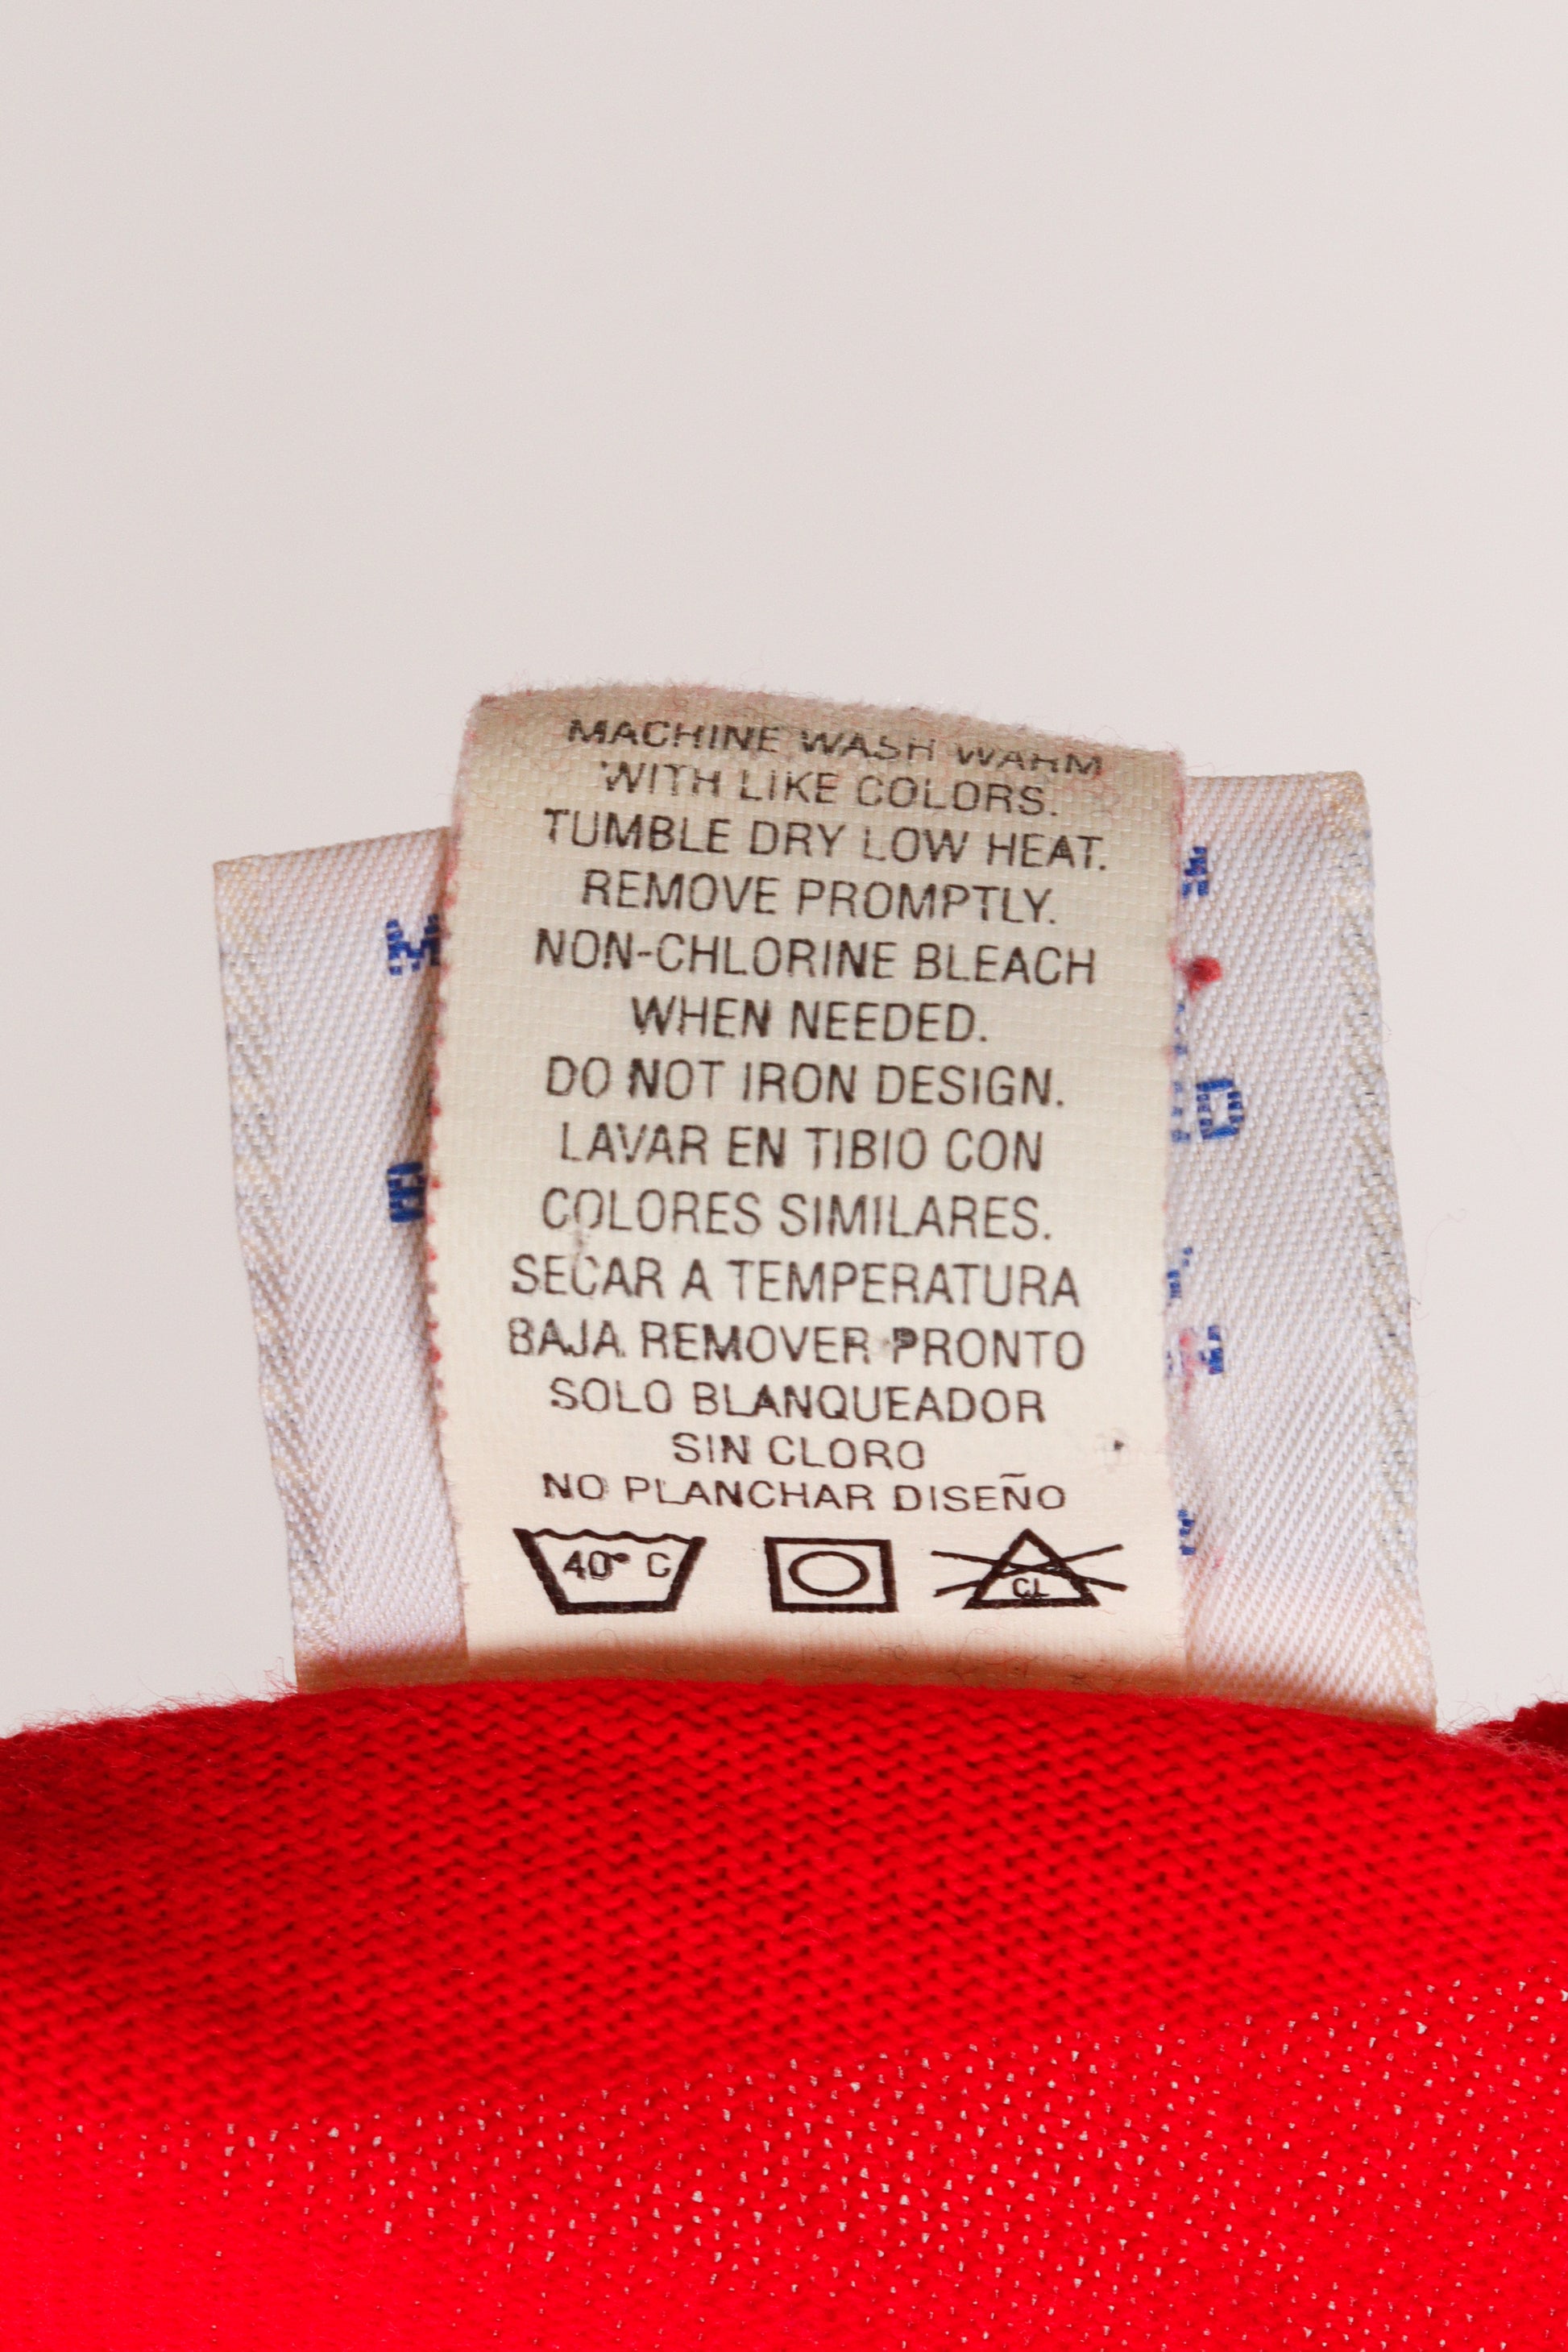 MACHINE WASH WARM
WITH LIKE COLORS.
TUMBLE DRY LOW HEAT.
REMOVE PROMPTLY.
NON-CHLORINE BLEACH
WHEN NEEDED.
DO NOT IRON DESIGN.
LAVAR EN TIBIO CON
COLORES SIMILARES.
SECAR A TEMPERATURA
BAJA REMOVER PRONTO
SOLO BLANQUEADOR
SIN CLORO
NO PLANCHAR DISEÑO
40° C CL